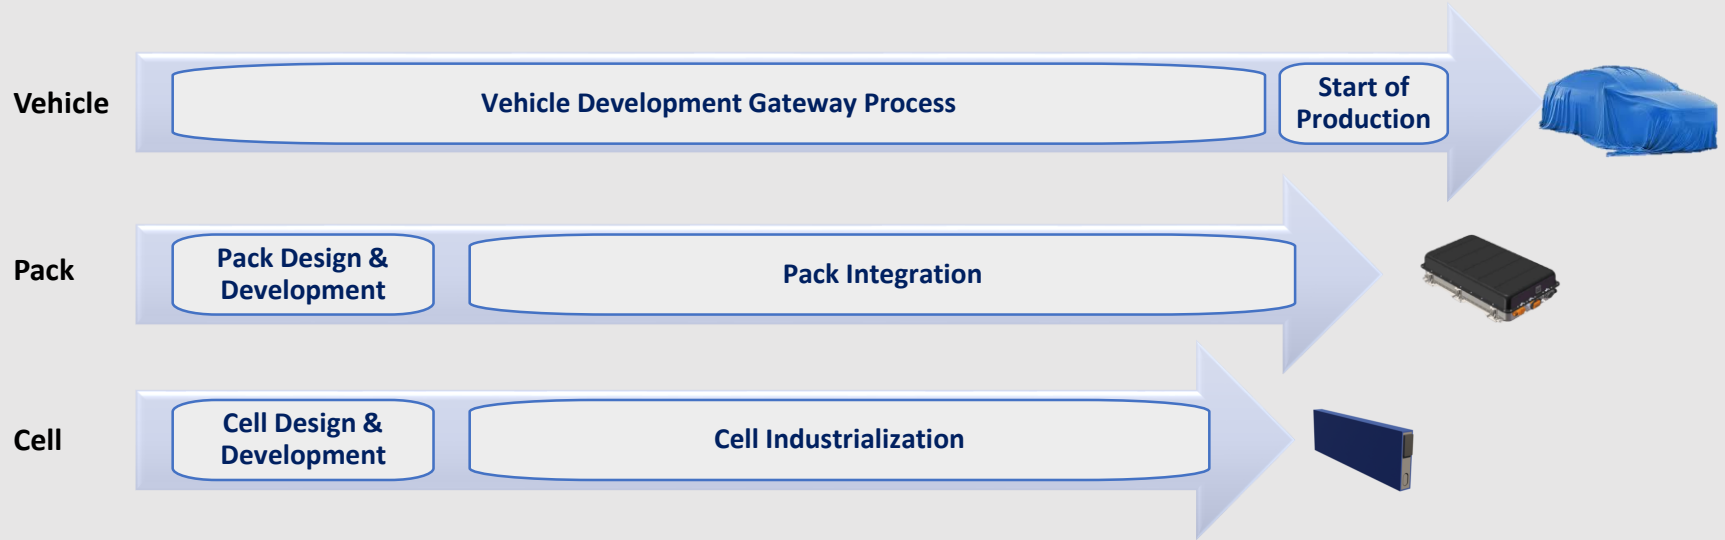 Vehicle
Vehicle Development Gateway Process
Start of
Production
Pack
Pack Design &
Development
Pack Integration
Cell
Cell Design &
Development
Cell Industrialization